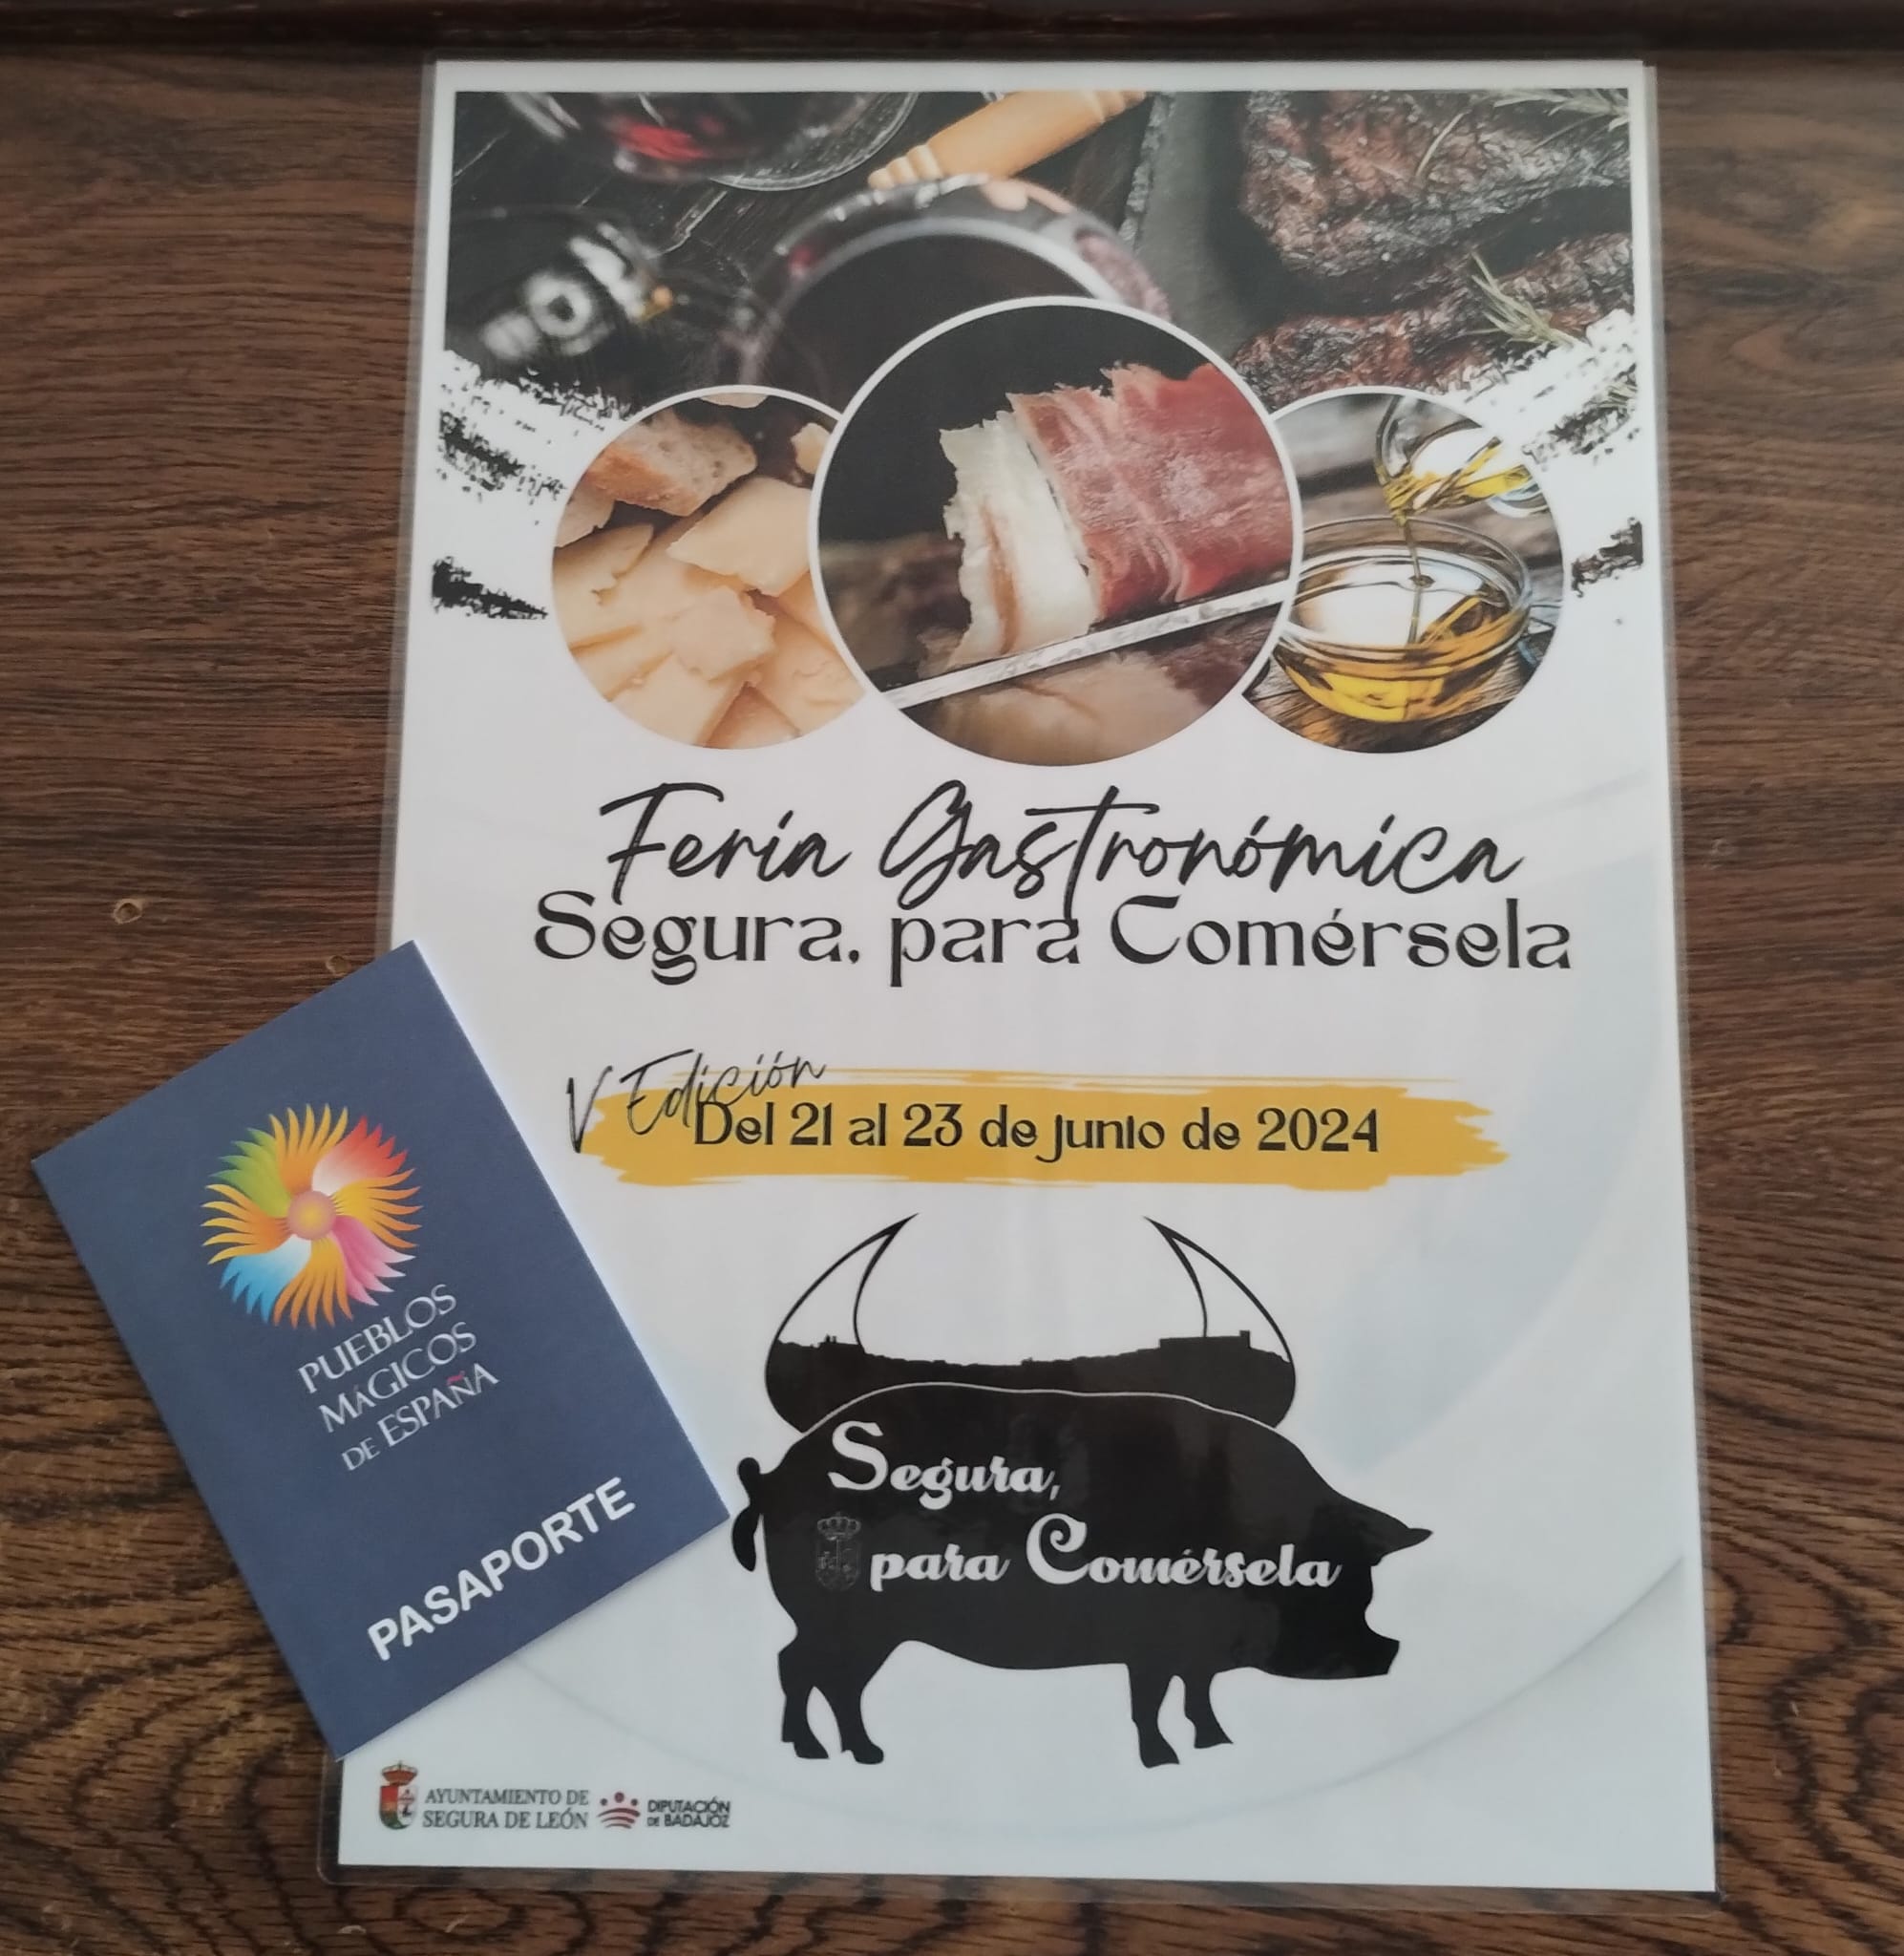 Feria Gastronómica
Segura, para Comérsela
V Edición
Del 21 al 23 de junio de 2024
PUEBLOS
MÁGICOS
DE ESPAÑA
PASAPORTE
Segura,
para Comérsela
AYUNTAMIENTO DE
SEGURA DE LEÓN
DIPUTACIÓN
DE BADAJOZ